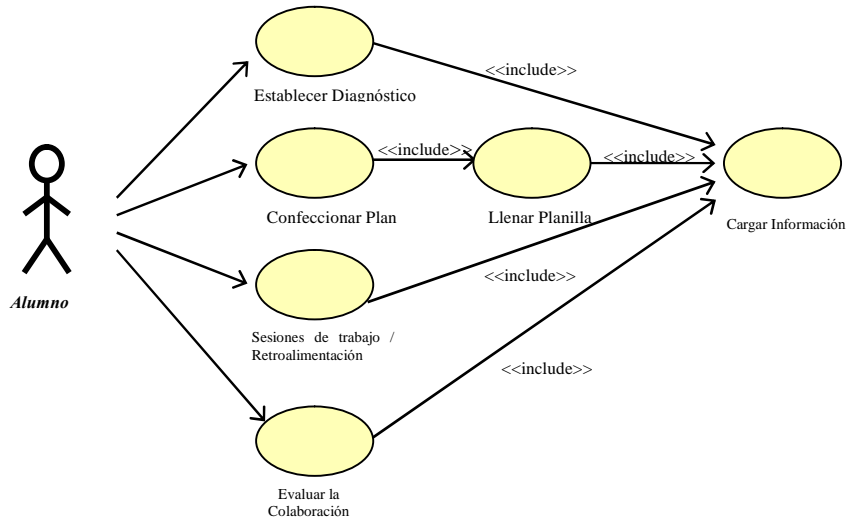 <<include>>
Establecer Diagnóstico
<<include>>
<<include>>
Confeccionar Plan
Llenar Planilla
Cargar Información
<<include>>
Alumno
Sesiones de trabajo /
Retroalimentación
<<include>>
Evaluar la
Colaboración